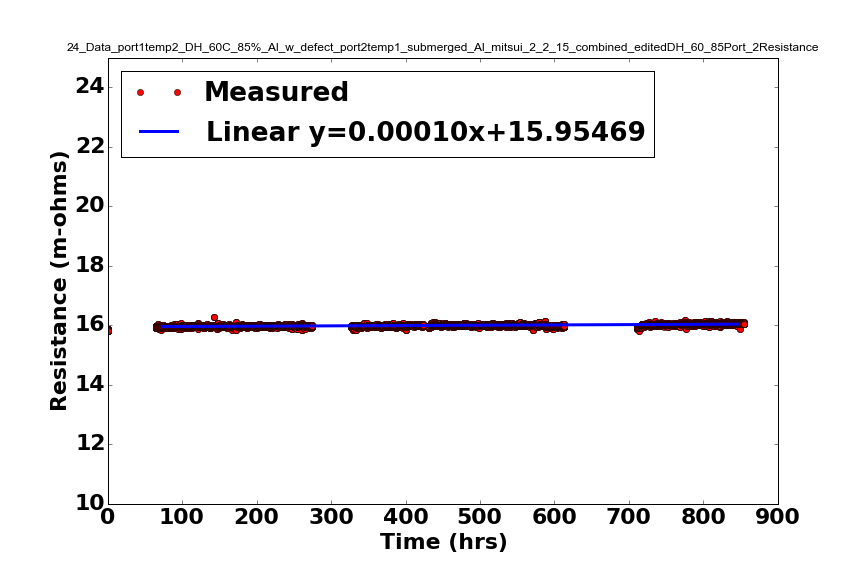 24_Data_port1temp2_DH_60C_85%_Al_w_defect_port2temp1_submerged_Al_mitsui_2_2_15_combined_editedDH_60_85Port_2Resistance
Measured
Linear y=0.00010x+15.95469
Resistance (m-ohms)
24
22
20
18
16
14
12
10
0 100 200 300 400 500 600 700 800 900
Time (hrs)